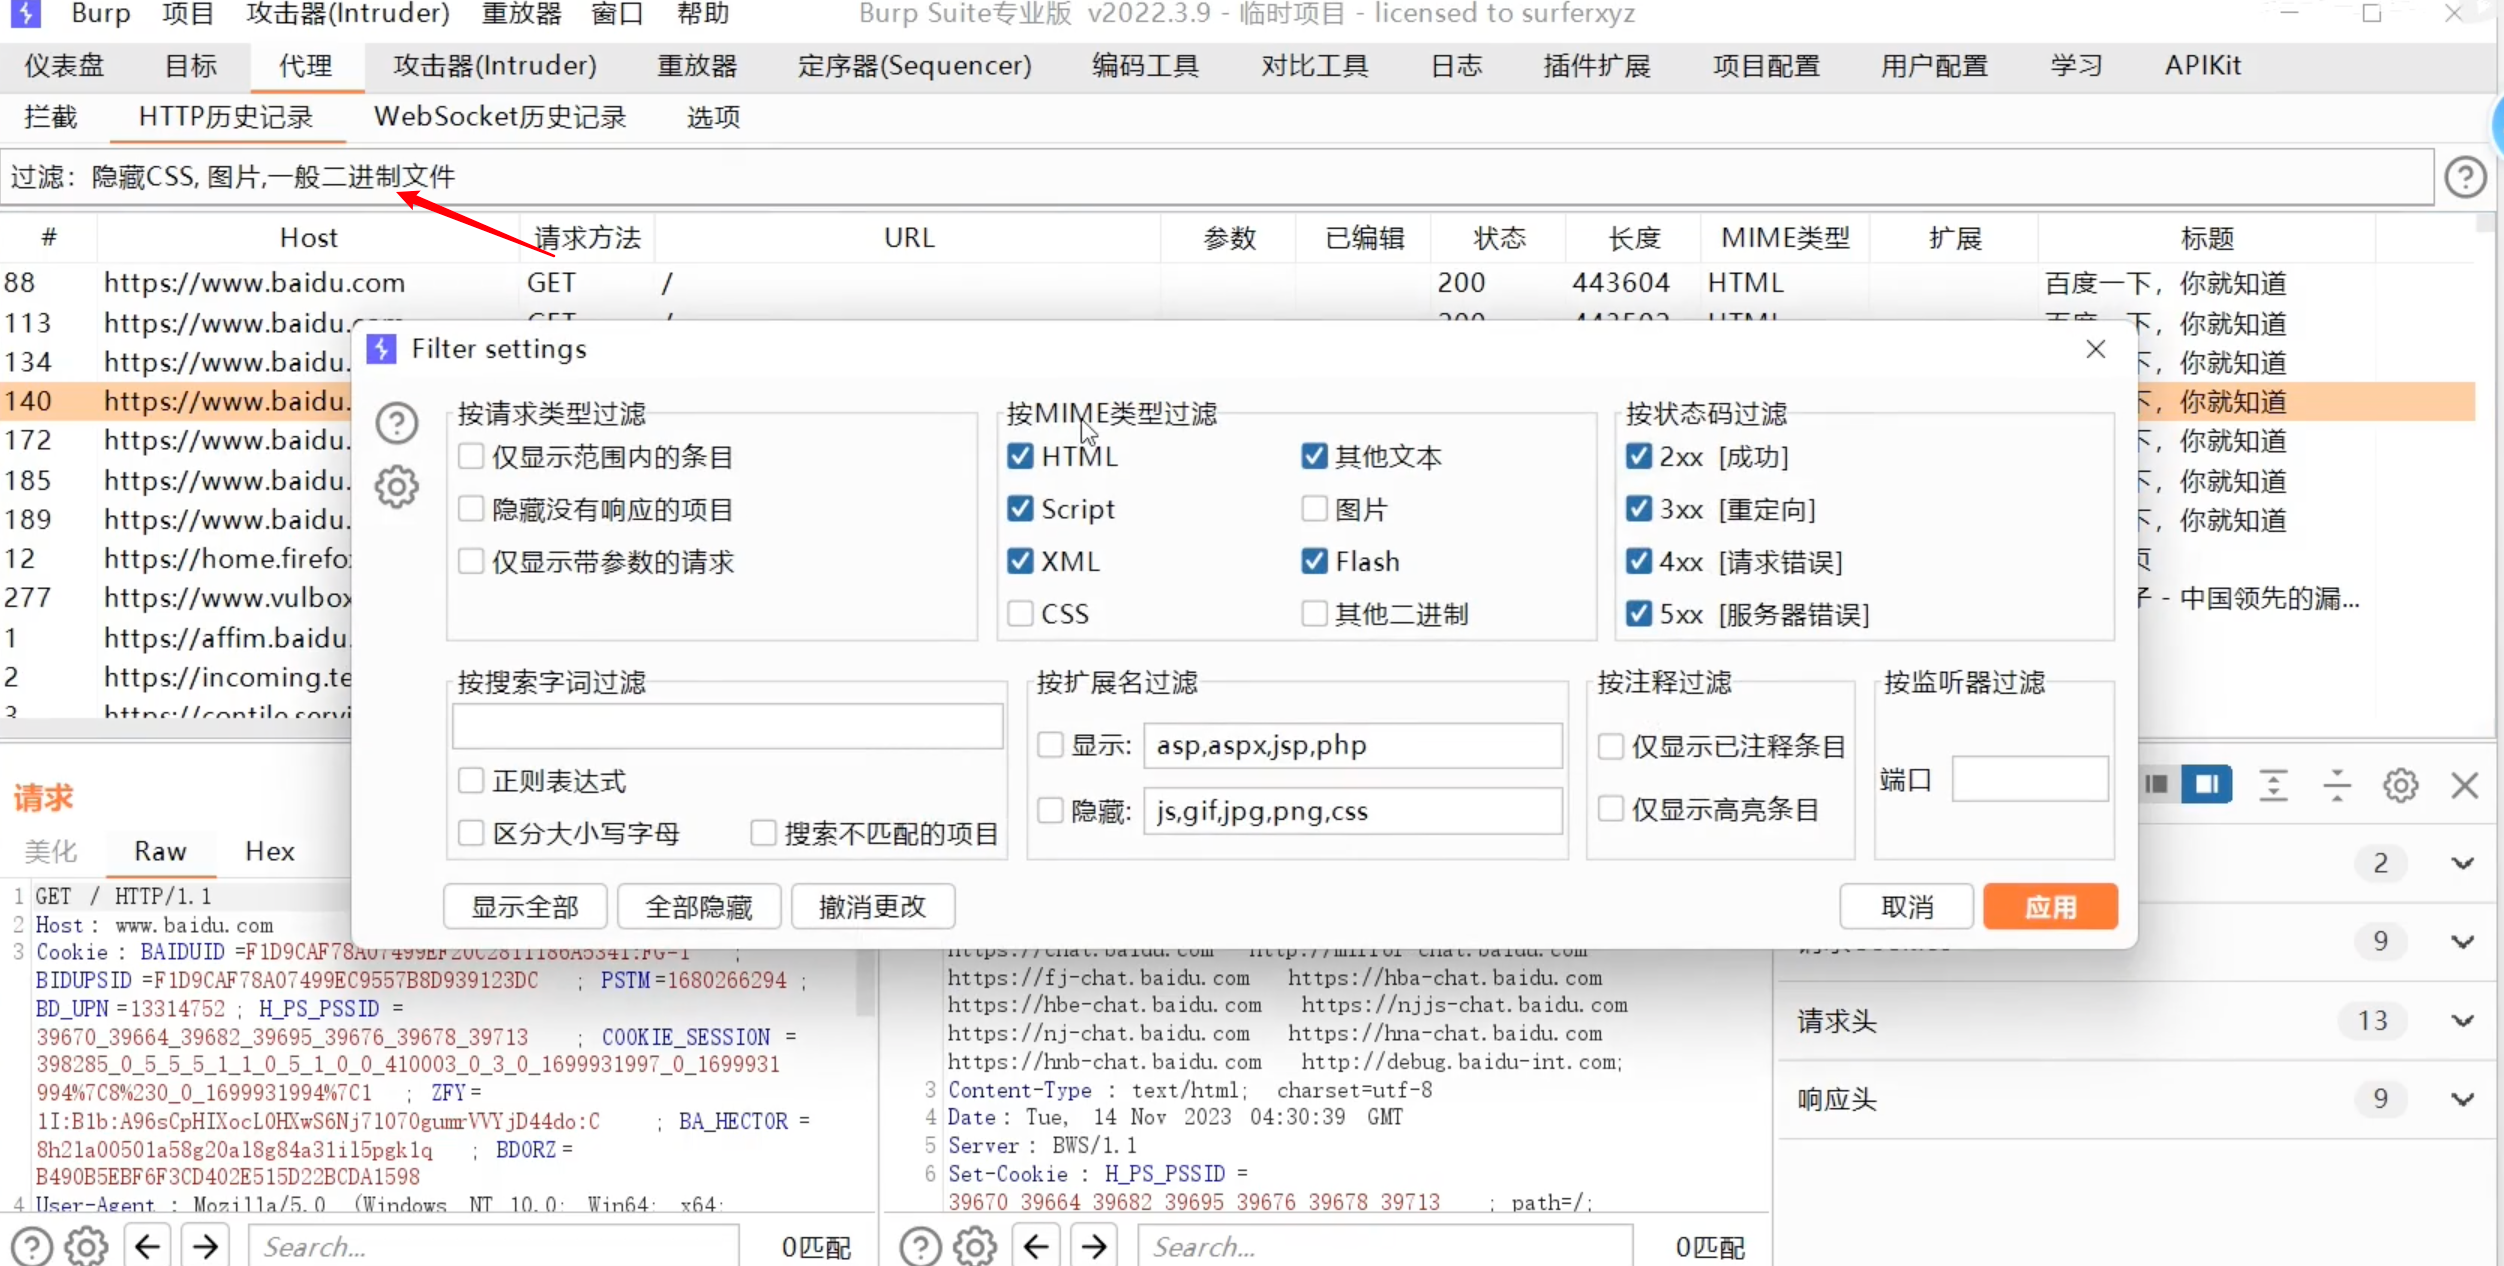 Burp 项目 攻击器(Intruder) 重放器 窗口 帮助 Burp Suite专业版 v2022.3.9 - 临时项目 - licensed to surferxyz
仪表盘 目标 代理 攻击器(Intruder) 重放器 定序器(Sequencer) 编码工具 对比工具 日志 插件扩展 项目配置 用户配置 学习 APIKit
拦截 HTTP历史记录 WebSocket历史记录 选项
过滤: 隐藏CSS, 图片,一般二进制文件
# Host 请求方法 URL 参数 已编辑 状态 长度 MIME类型 扩展 标题
88 https://www.baidu.com GET / 200 443604 HTML 百度一下，你就知道
113 https://www.baidu.com GET / 下，你就知道
134 https://www.baidu. 下，你就知道
140 https://www.baidu. 下，你就知道
172 https://www.baidu. 下，你就知道
185 https://www.baidu. 下，你就知道
189 https://www.baidu. 下，你就知道
12 https://home.firefo 页
277 https://www.vulbox 子 - 中国领先的漏...
1 https://affim.baidu.
2 https://incoming.te
3 https://contile.servi
Filter settings
按请求类型过滤
仅显示范围内的条目
隐藏没有响应的项目
仅显示带参数的请求
按MIME类型过滤
HTML 其他文本
Script 图片
XML Flash
CSS 其他二进制
按状态码过滤
2xx [成功]
3xx [重定向]
4xx [请求错误]
5xx [服务器错误]
按搜索字词过滤
正则表达式
区分大小写字母 搜索不匹配的项目
按扩展名过滤
显示: asp,aspx,jsp,php
隐藏: js,gif,jpg,png,css
按注释过滤
仅显示已注释条目
仅显示高亮条目
按监听器过滤
端口
显示全部 全部隐藏 撤消更改 取消 应用
请求
美化 Raw Hex
1 GET / HTTP/1.1
2 Host: www.baidu.com
3 Cookie: BAIDUID=F1D9CAF78A07499EF20C2811186A5341:FG=1 ;
BIDUPSID=F1D9CAF78A07499EC9557B8D939123DC ; PSTM=1680266294 ;
BD_UPN=13314752 ; H_PS_PSSID =
39670_39664_39682_39695_39676_39678_39713 ; COOKIE_SESSION =
398285_0_5_5_5_1_1_0_5_1_0_0_410003_0_3_0_1699931997_0_1699931
994%7C8%230_0_1699931994%7C1 ; ZFY=
1I:B1b:A96sCpHIXocL0HXwS6Nj7l070gumrVVYjD44do:C ; BA_HECTOR =
8h21a00501a58g20a18g84a31il5pgk1q ; BDORZ=
B490B5EBF6F3CD402E515D22BCDA1598
4 User-Agent : Mozilla/5.0 (Windows NT 10.0; Win64; x64;
Search... 0匹配
https://chat.baidu.com http://mirror-chat.baidu.com
https://fj-chat.baidu.com https://hba-chat.baidu.com
https://hbe-chat.baidu.com https://njjs-chat.baidu.com
https://nj-chat.baidu.com https://hna-chat.baidu.com
https://hnb-chat.baidu.com http://debug.baidu-int.com;
3 Content-Type : text/html; charset=utf-8
4 Date: Tue, 14 Nov 2023 04:30:39 GMT
5 Server: BWS/1.1
6 Set-Cookie : H_PS_PSSID =
39670_39664_39682_39695_39676_39678_39713 ; path=/;
Search... 0匹配
2
9
请求头 13
响应头 9